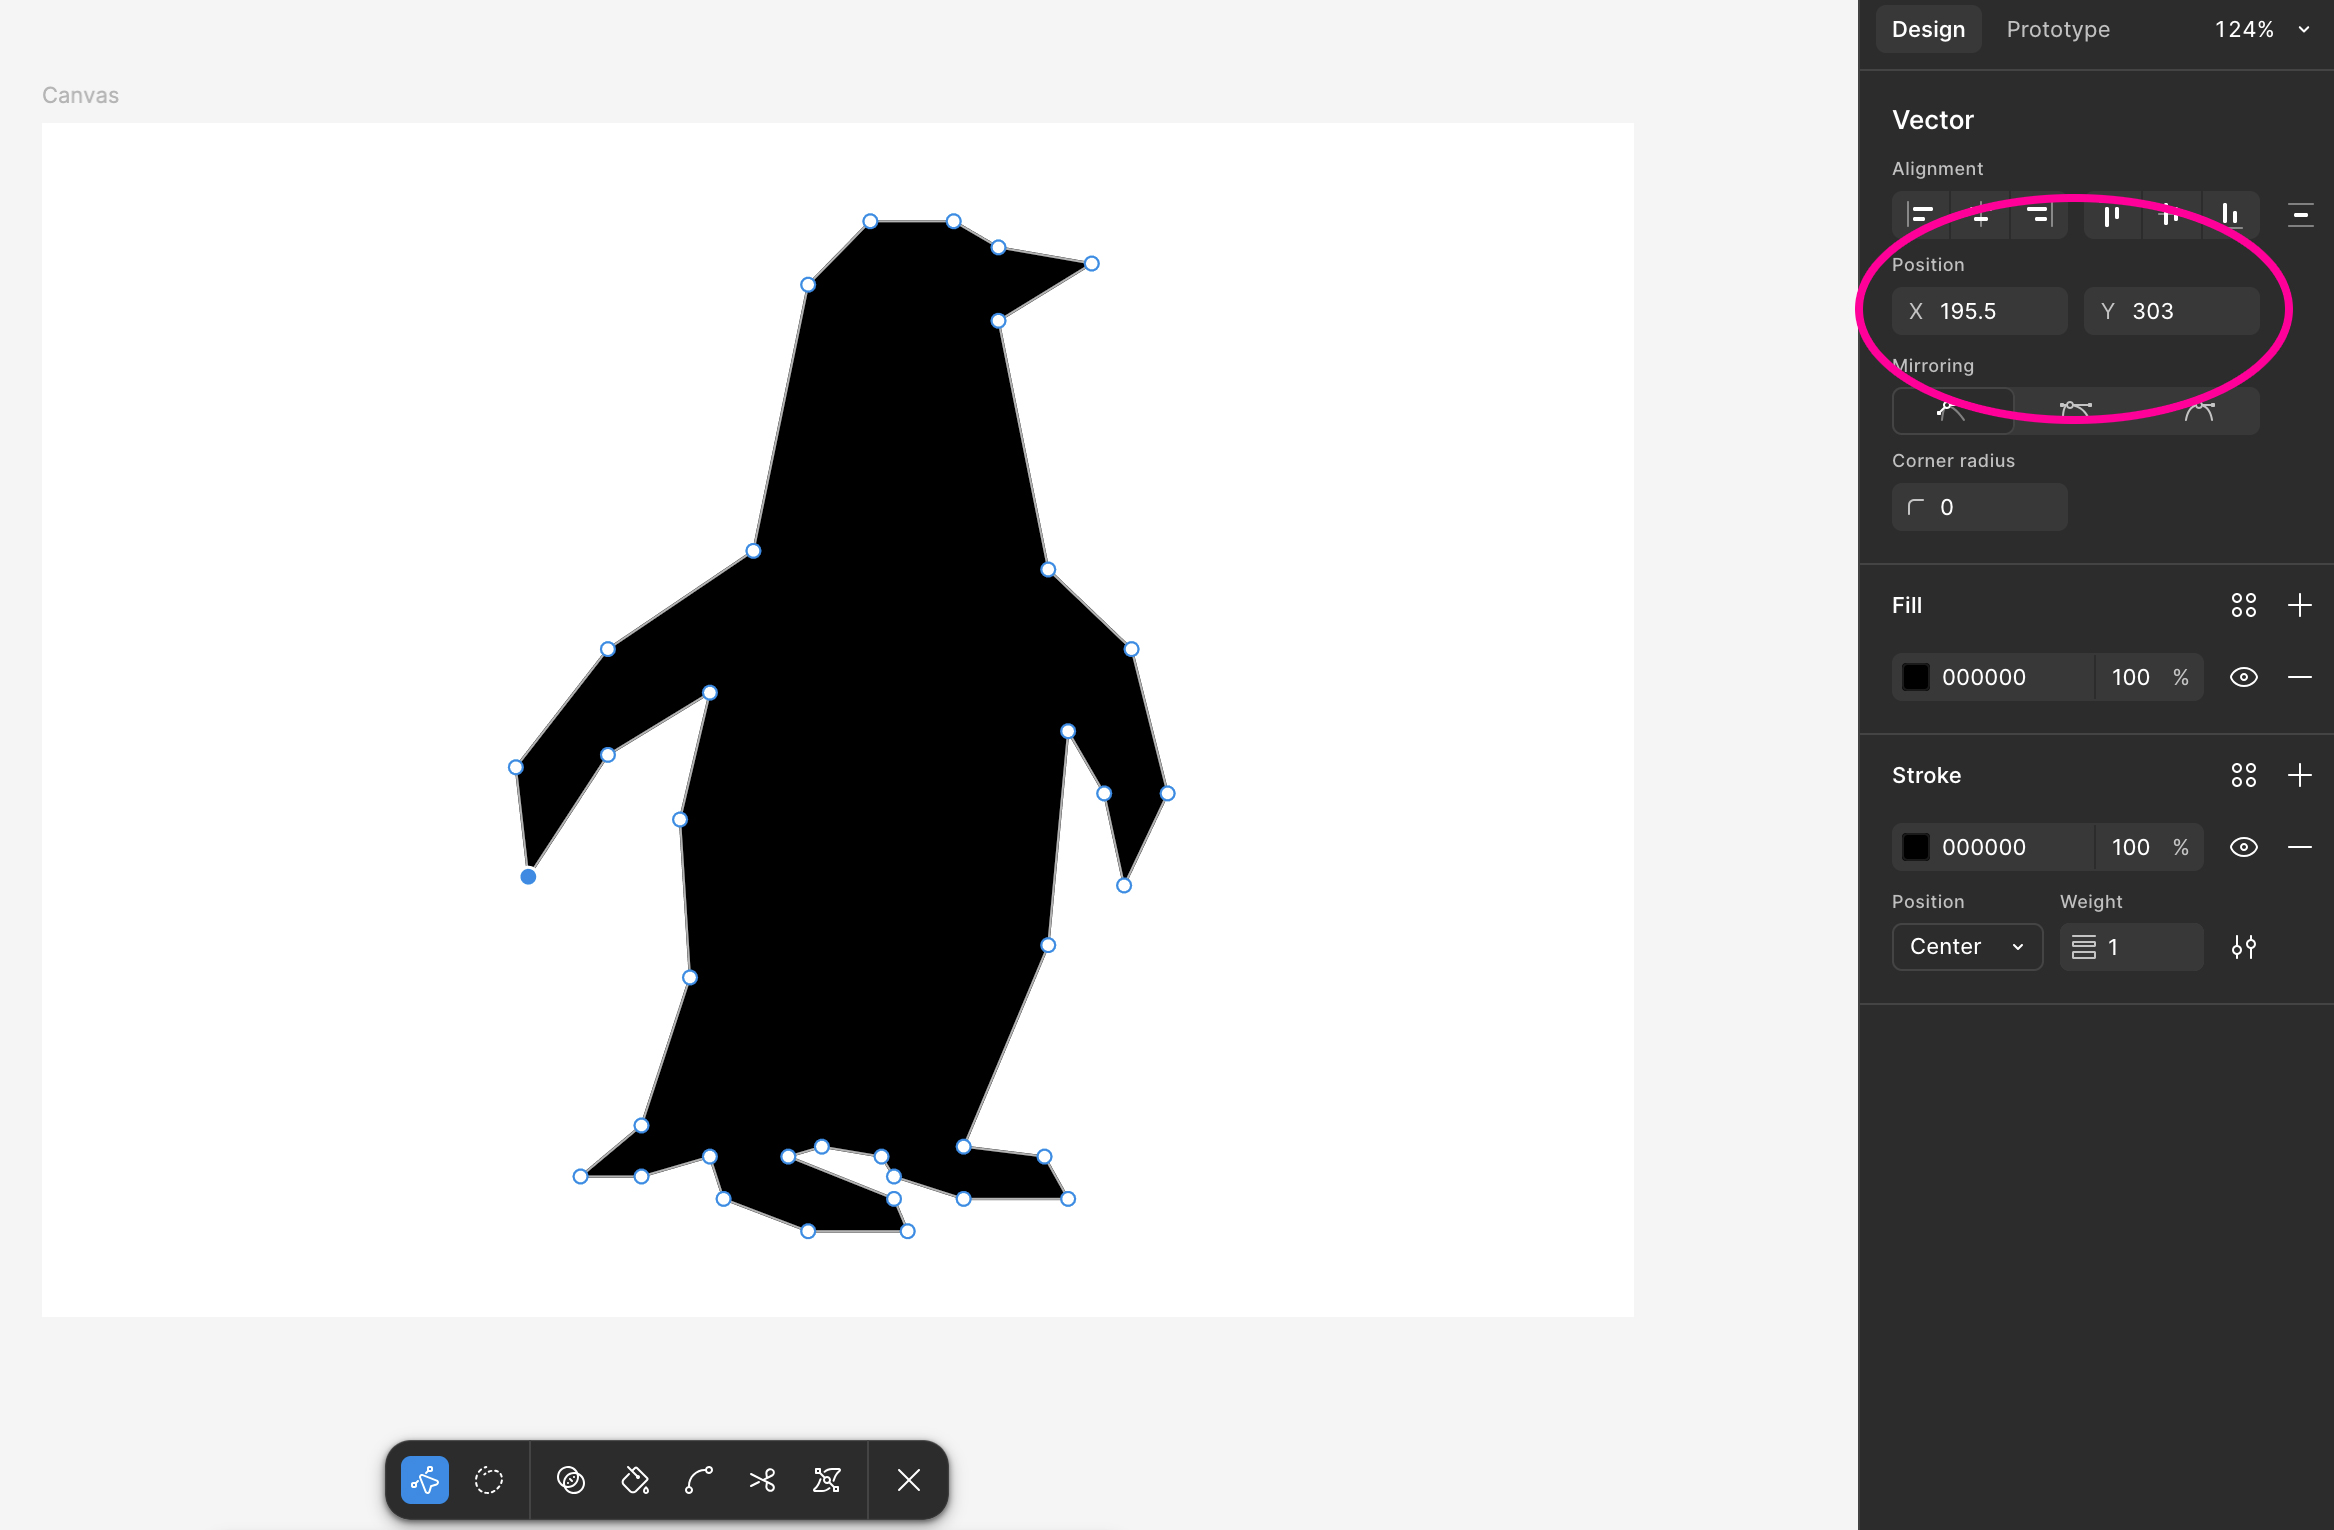 Design Prototype 124%
Canvas
Vector
Alignment
Position
X 195.5 Y 303
Mirroring
Corner radius
0
Fill
000000 100 %
Stroke
000000 100 %
Position Weight
Center 1